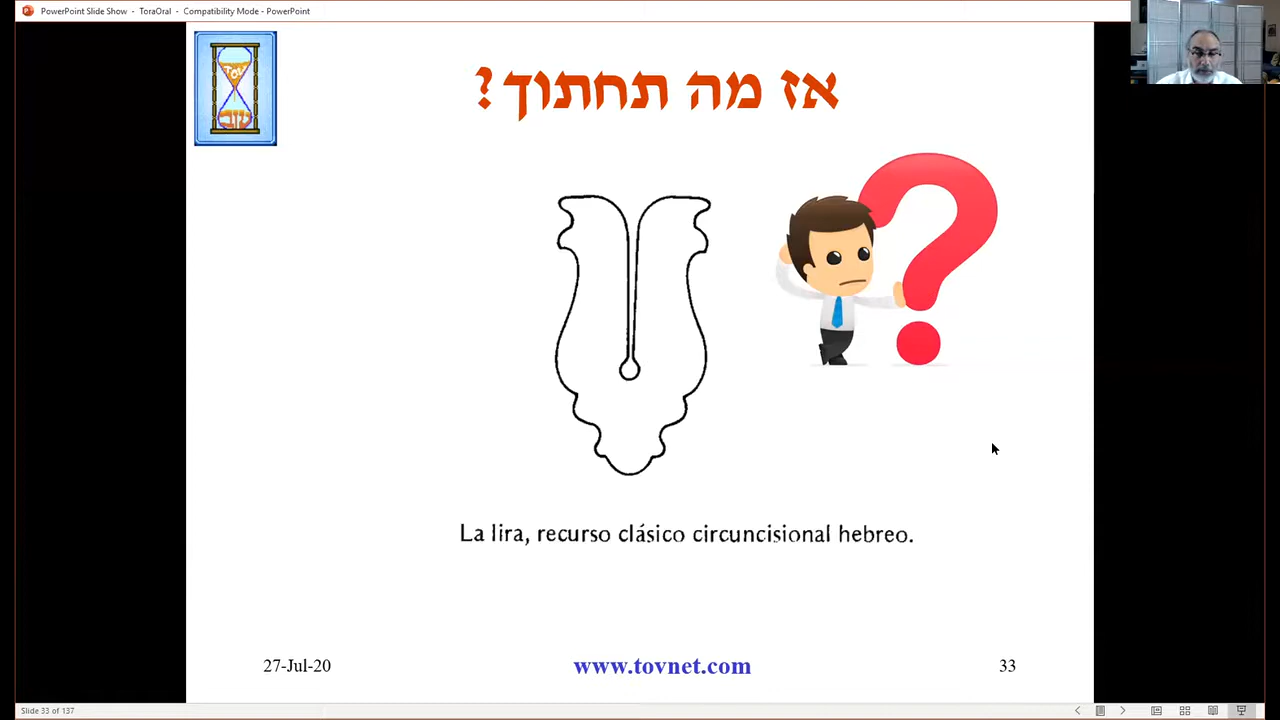 PowerPoint Slide Show - ToraOral - Compatibility Mode - PowerPoint
אז מה תחתוך?
La lira, recurso clásico circuncisional hebreo.
27-Jul-20
www.tovnet.com
33
Slide 33 of 137